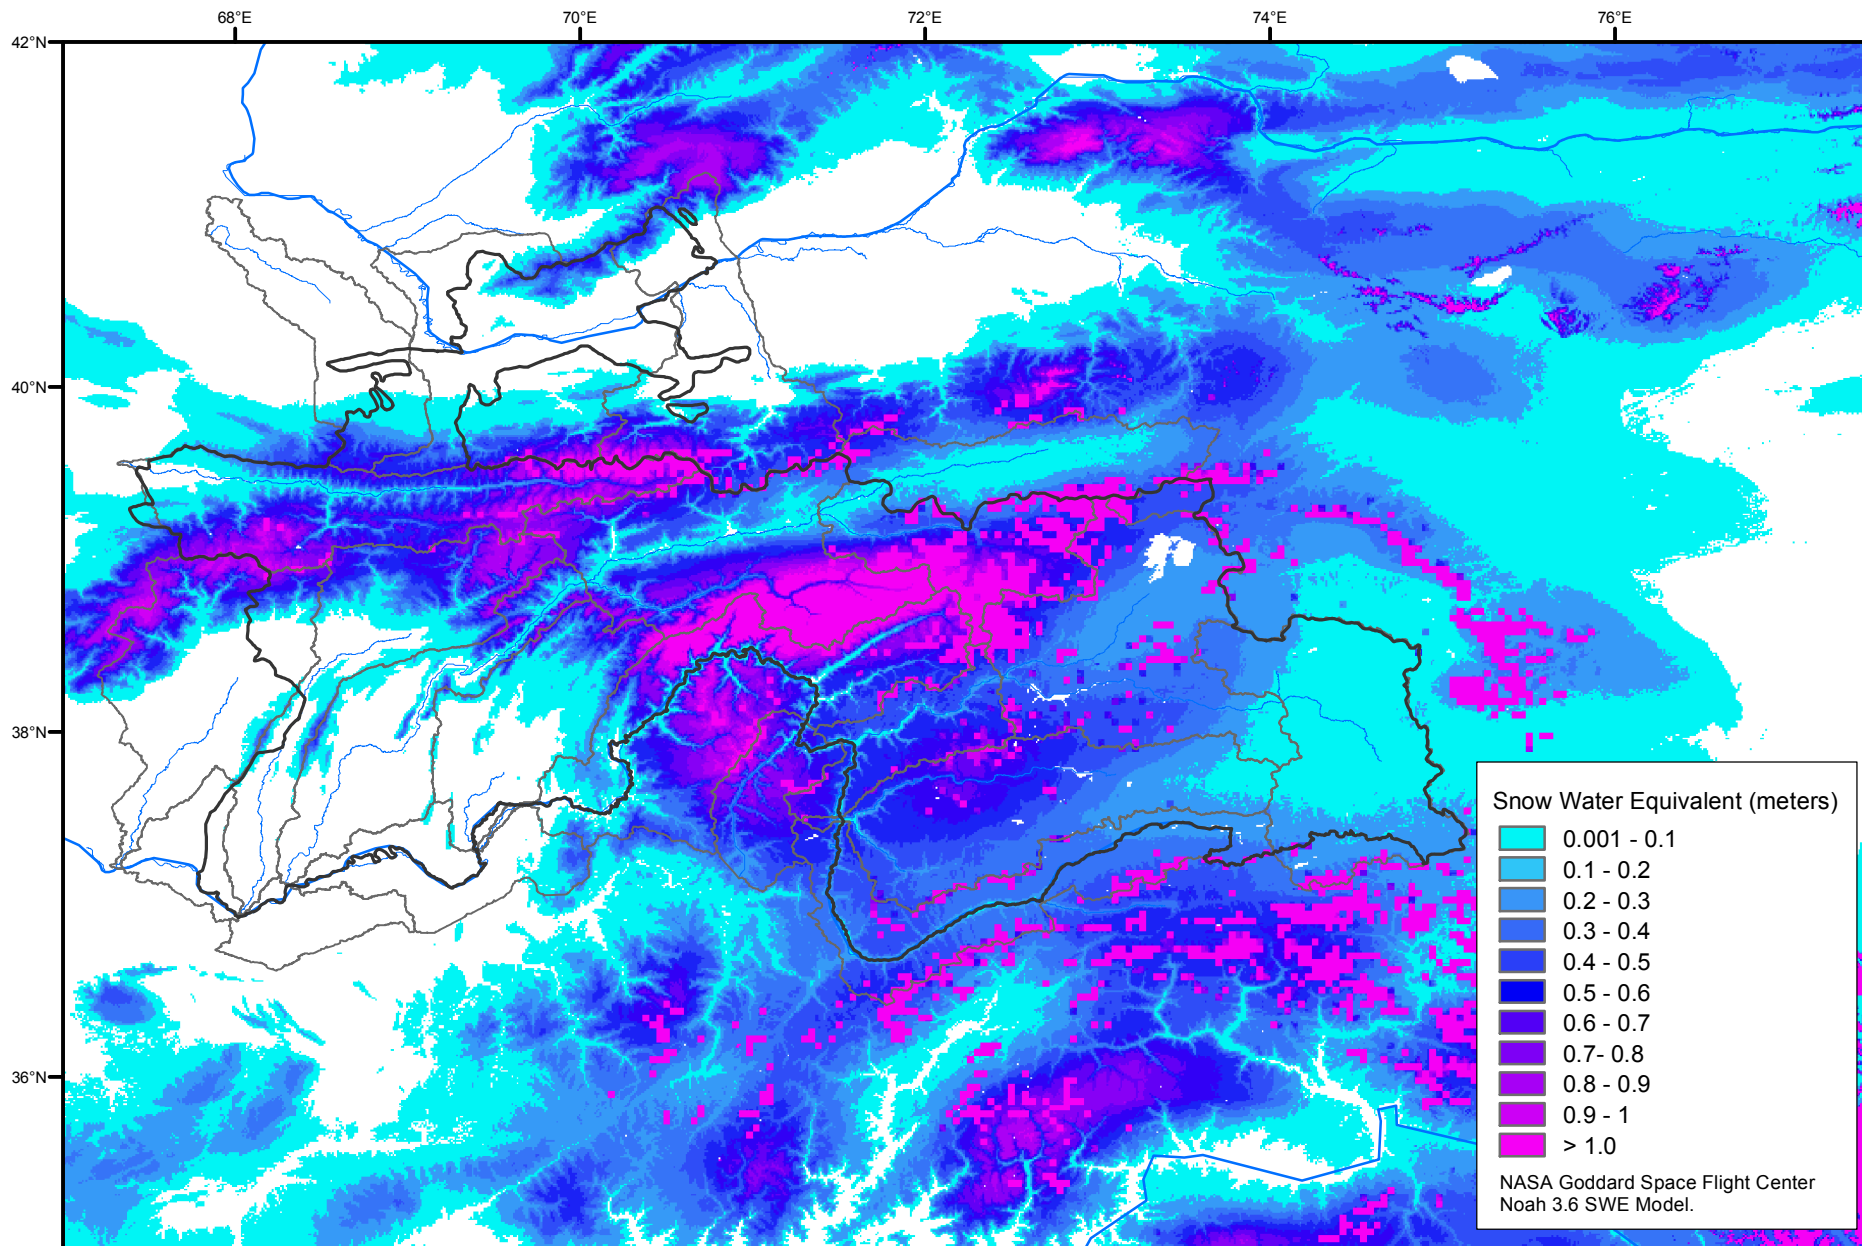 68°E
70°E
72°E
74°E
76°E
42°N
40°N
38°N
36°N
Snow Water Equivalent (meters)
0.001 - 0.1
0.1 - 0.2
0.2 - 0.3
0.3 - 0.4
0.4 - 0.5
0.5 - 0.6
0.6 - 0.7
0.7- 0.8
0.8 - 0.9
0.9 - 1
> 1.0
NASA Goddard Space Flight Center
Noah 3.6 SWE Model.